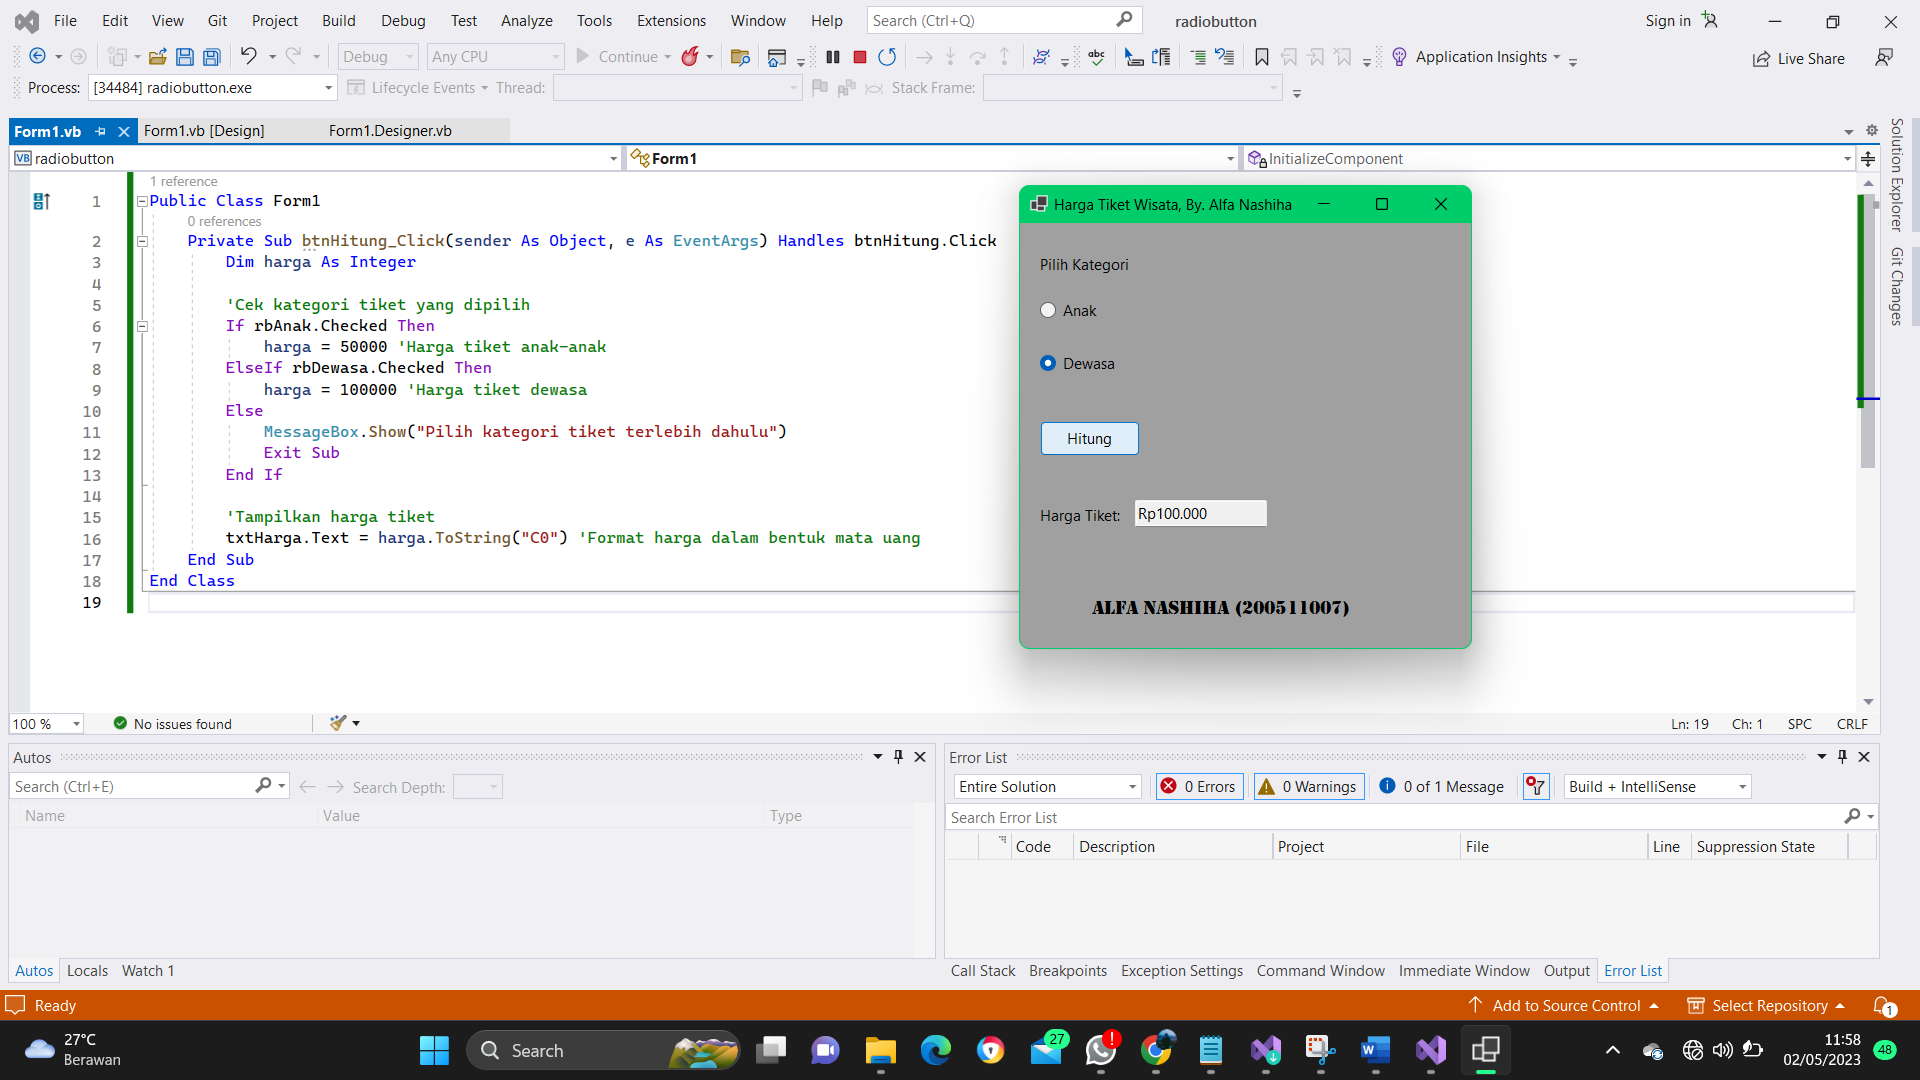 File Edit View Git Project Build Debug Test Analyze Tools Extensions Window Help Search (Ctrl+Q) radiobutton Sign in
Debug Any CPU Continue Application Insights Live Share
Process: [34484] radiobutton.exe Lifecycle Events Thread: Stack Frame:
Form1.vb Form1.vb [Design] Form1.Designer.vb
VB radiobutton Form1 InitializeComponent
Solution Explorer
Git Changes
1 reference
1 Public Class Form1
0 references
2 Private Sub btnHitung_Click(sender As Object, e As EventArgs) Handles btnHitung.Click
3 Dim harga As Integer
4
5 'Cek kategori tiket yang dipilih
6 If rbAnak.Checked Then
7 harga = 50000 'Harga tiket anak-anak
8 ElseIf rbDewasa.Checked Then
9 harga = 100000 'Harga tiket dewasa
10 Else
11 MessageBox.Show("Pilih kategori tiket terlebih dahulu")
12 Exit Sub
13 End If
14
15 'Tampilkan harga tiket
16 txtHarga.Text = harga.ToString("C0") 'Format harga dalam bentuk mata uang
17 End Sub
18 End Class
19
Harga Tiket Wisata, By. Alfa Nashiha
Pilih Kategori
Anak
Dewasa
Hitung
Harga Tiket: Rp100.000
ALFA NASHIHA (200511007)
100 % No issues found Ln: 19 Ch: 1 SPC CRLF
Autos
Search (Ctrl+E) Search Depth:
Name Value Type
Autos Locals Watch 1
Error List
Entire Solution 0 Errors 0 Warnings 0 of 1 Message Build + IntelliSense
Search Error List
Code Description Project File Line Suppression State
Call Stack Breakpoints Exception Settings Command Window Immediate Window Output Error List
Ready Add to Source Control Select Repository 1
27°C
Berawan
Search
27
11:58
02/05/2023
48